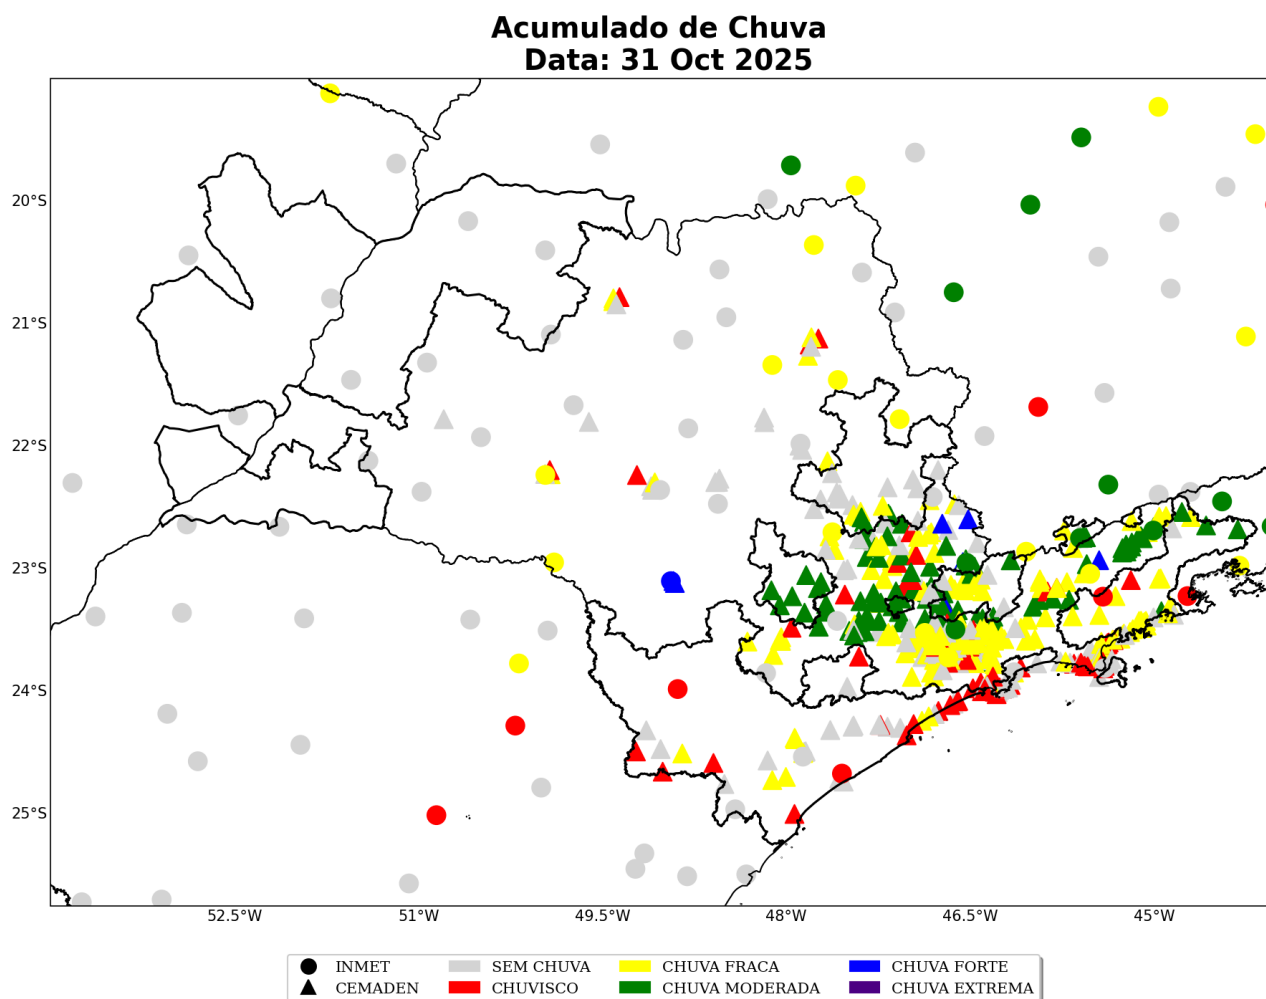 Acumulado de Chuva
Data: 31 Oct 2025
20°S
21°S
22°S
23°S
24°S
25°S
52.5°W 51°W 49.5°W 48°W 46.5°W 45°W
INMET SEM CHUVA CHUVA FRACA CHUVA FORTE
CEMADEN CHUVISCO CHUVA MODERADA CHUVA EXTREMA